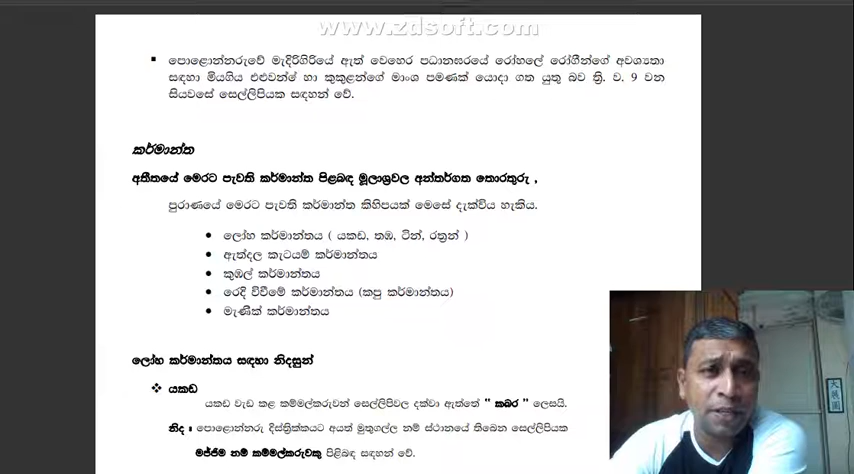 www.zdsoft.com
▪ පොළොන්නරුවේ මැදිරිගිරියේ ඇත් වෙහෙර පධානඝරයේ රෝහලේ රෝගීන්ගේ අවශ්‍යතා
සඳහා මියගිය එළුවන්ගේ හා කුකුළන්ගේ මාංශ පමණක් යොදා ගත යුතු බව ක්‍රි. ව. 9 වන
සියවසේ සෙල්ලිපියක සඳහන් වේ.
කර්මාන්ත
අතීතයේ මෙරට පැවති කර්මාන්ත පිළබඳ මූලාශ්‍රවල අන්තර්ගත තොරතුරු ,
පුරාණයේ මෙරට පැවති කර්මාන්ත කිහිපයක් මෙසේ දැක්විය හැකිය.
• ලෝහ කර්මාන්තය ( යකඩ, තඹ, ටින්, රත්‍රන් )
• ඇත්දල කැටයම් කර්මාන්තය
• කුඹල් කර්මාන්තය
• රෙදි විවීමේ කර්මාන්තය (කපු කර්මාන්තය)
• මැණික් කර්මාන්තය
ලෝහ කර්මාන්තය සඳහා නිදසුන්
❖ යකඩ
යකඩ වැඩ කළ කම්මල්කරුවන් සෙල්ලිපිවල දක්වා ඇත්තේ " කබර " ලෙසයි.
නිද : පොළොන්නරු දිස්ත්‍රික්කයට අයත් මුතුගල්ල නම් ස්ථානයේ තිබෙන සෙල්ලිපියක
මජ්ඣිම නම් කම්මල්කරුවකු පිළිබඳ සඳහන් වේ.
大展圖